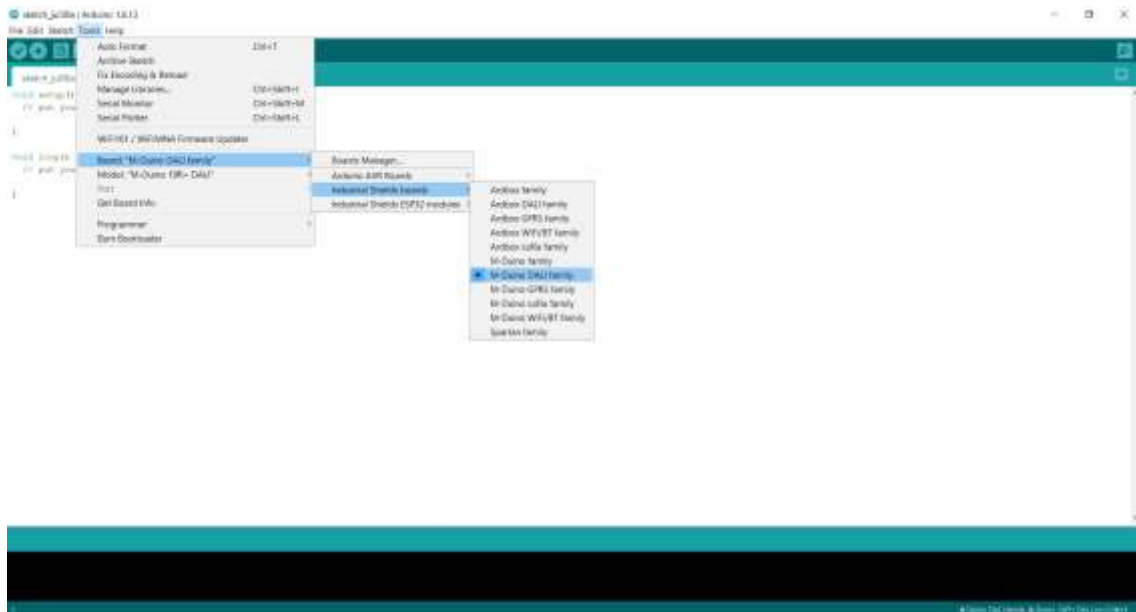 sketch_jul30a | Arduino 1.8.13
File Edit Sketch Tools Help
Auto Format Ctrl+T
Archive Sketch
Fix Encoding & Reload
Manage Libraries... Ctrl+Shift+I
Serial Monitor Ctrl+Shift+M
Serial Plotter Ctrl+Shift+L
WiFi101 / WiFiNINA Firmware Updater
Board: "M-Duino DALI family"
Model: "M-Duino 19R+ DALI"
Port
Get Board Info
Programmer
Burn Bootloader
void
// put you
}
void
// put you
}
Boards Manager...
Arduino AVR Boards
Industrial Shields boards
Industrial Shields ESP32 modules
Ardbox family
Ardbox DALI family
Ardbox GPRS family
Ardbox WiFi/BT family
Ardbox LoRa family
M-Duino family
M-Duino DALI family
M-Duino GPRS family
M-Duino LoRa family
M-Duino WiFi/BT family
Spartan family